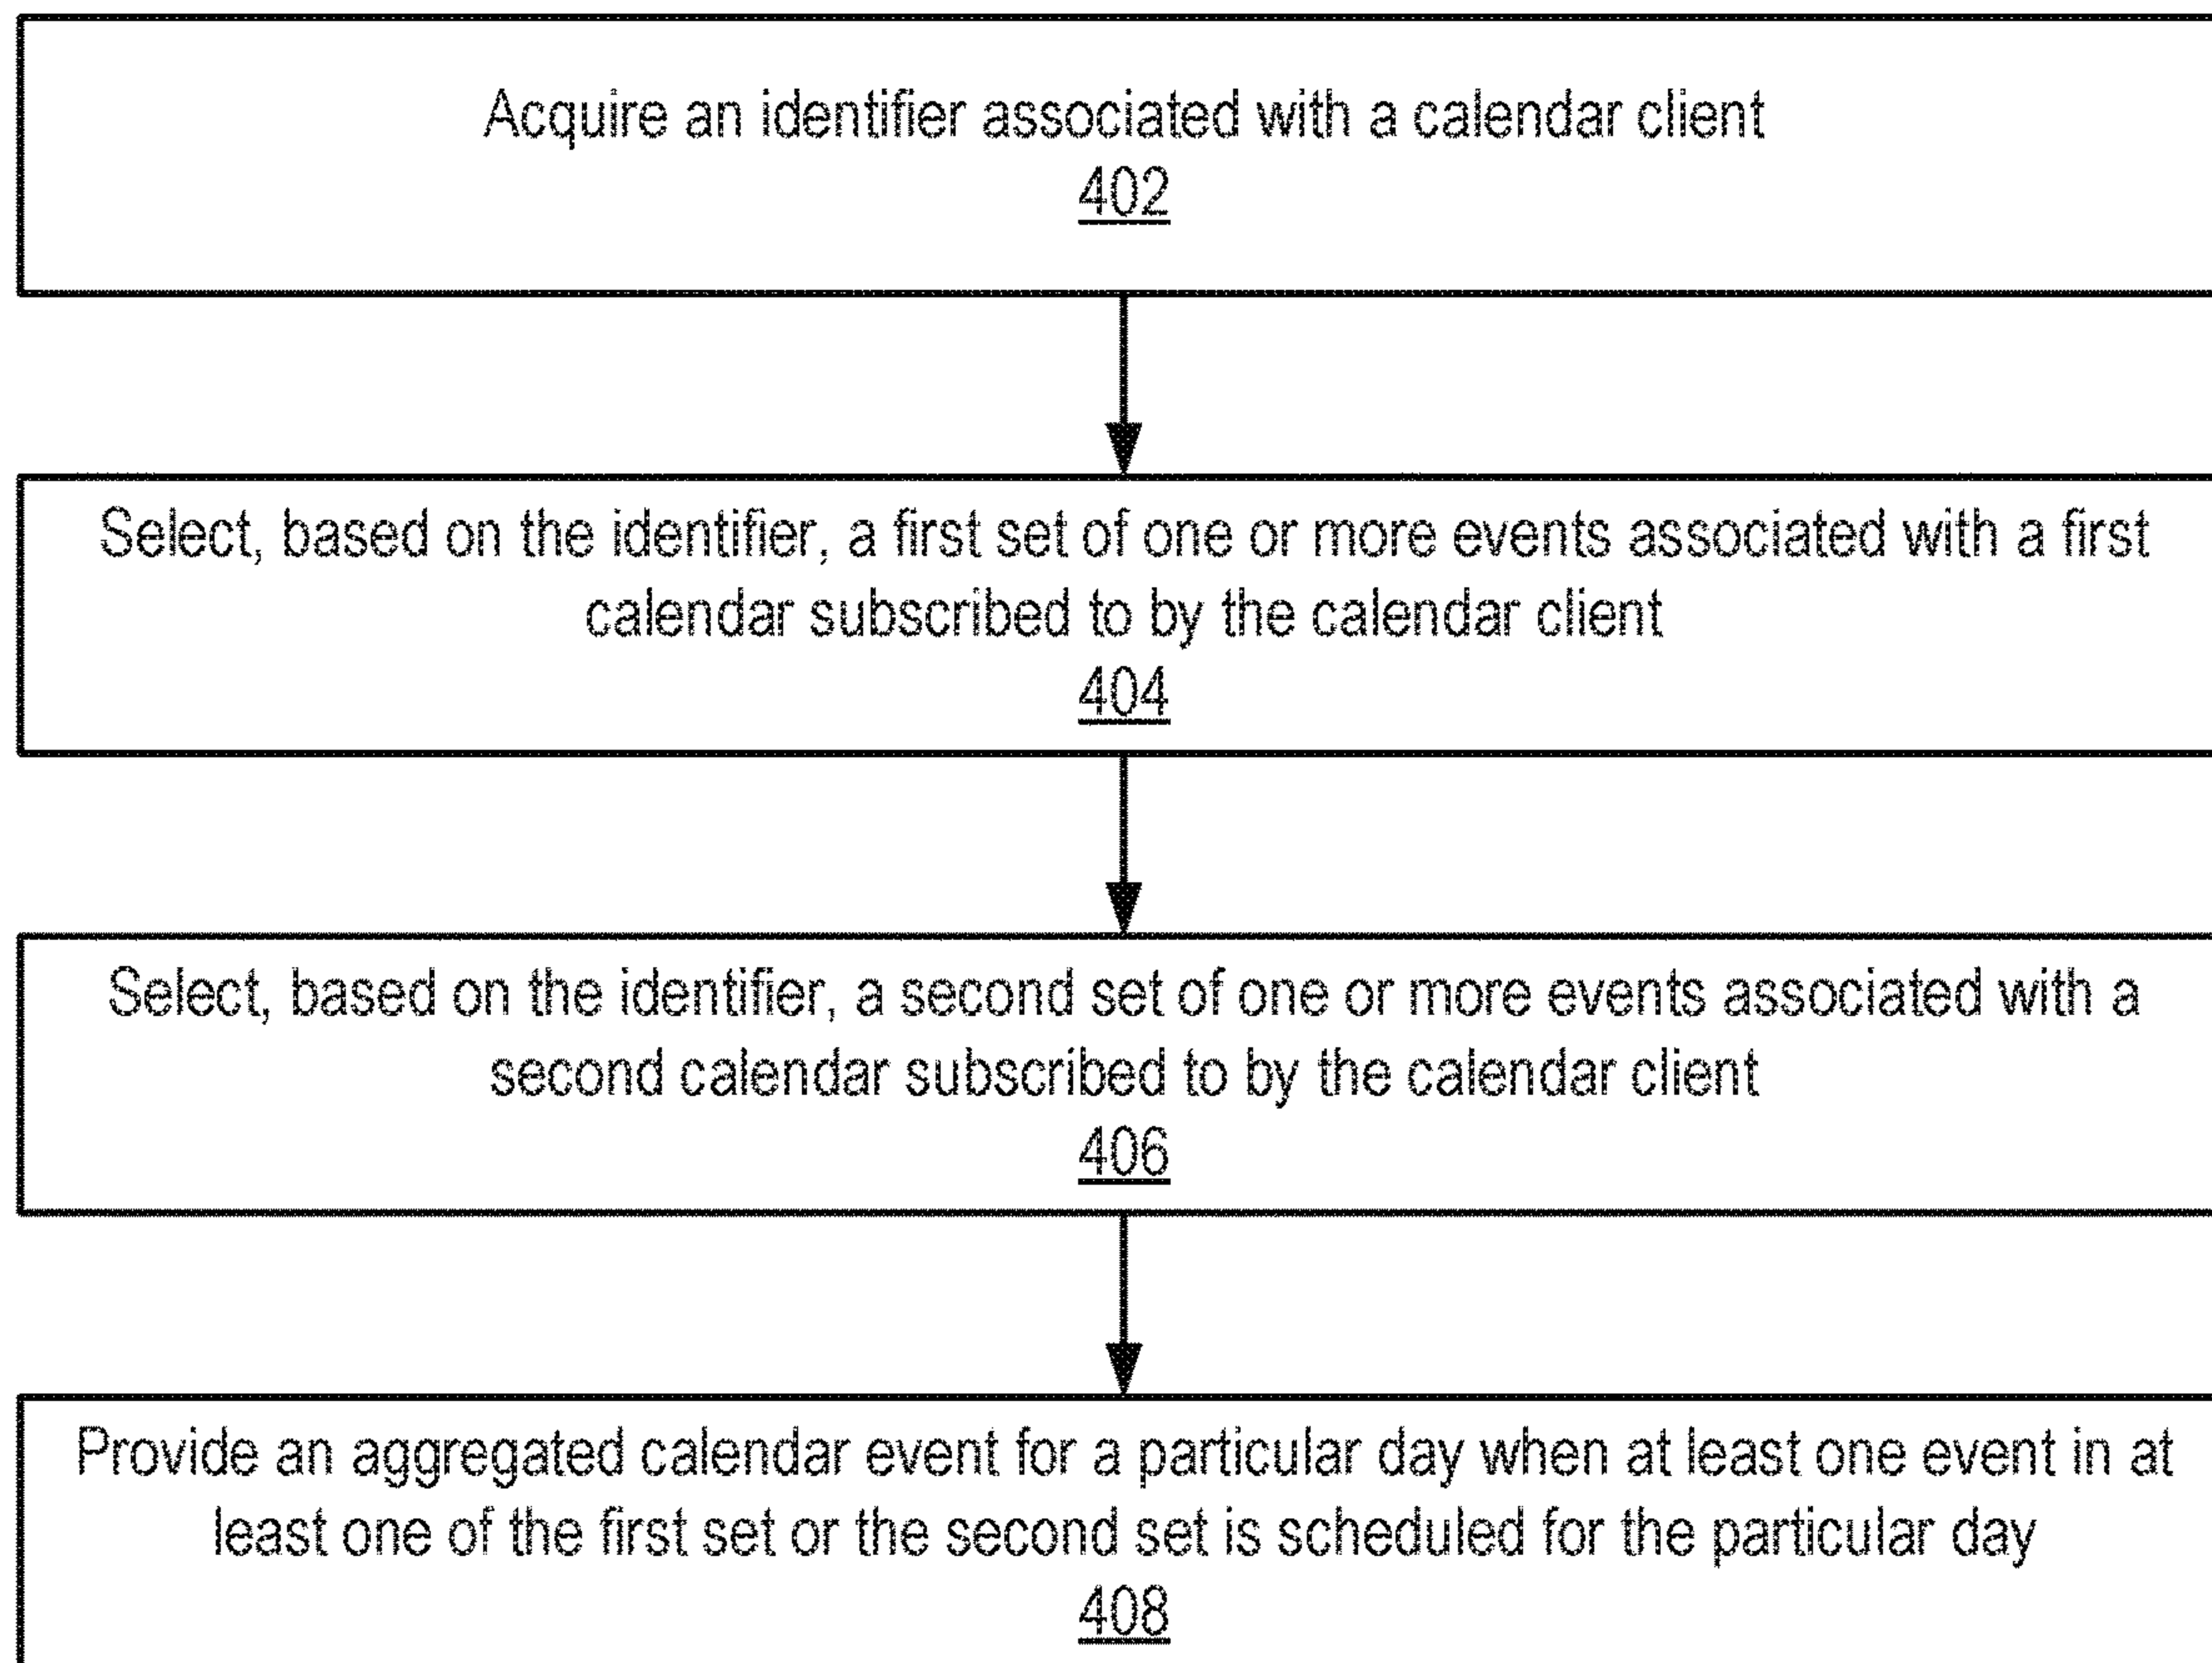 Acquire an identifier associated with a calendar client
402
Select, based on the identifier, a first set of one or more events associated with a first
calendar subscribed to by the calendar client
404
Select, based on the identifier, a second set of one or more events associated with a
second calendar subscribed to by the calendar client
406
Provide an aggregated calendar event for a particular day when at least one event in at
least one of the first set or the second set is scheduled for the particular day
408